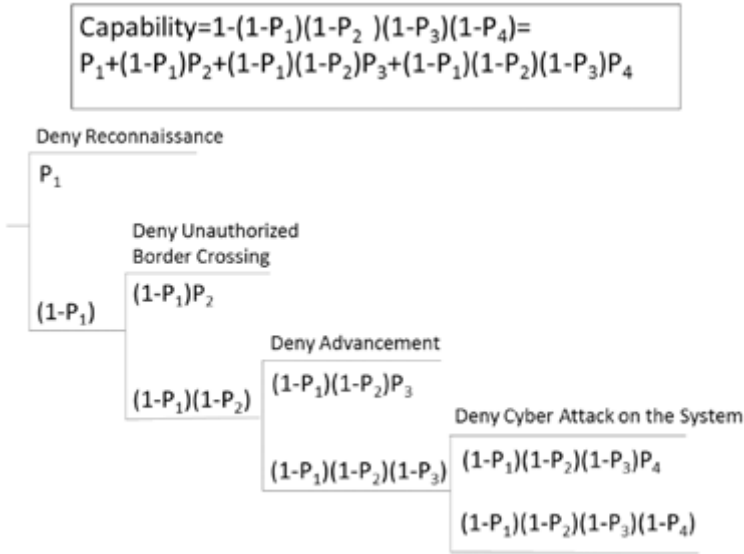 Capability=1-(1-P₁)(1-P₂ )(1-P₃)(1-P₄)=
P₁+(1-P₁)P₂+(1-P₁)(1-P₂)P₃+(1-P₁)(1-P₂)(1-P₃)P₄
Deny Reconnaissance
P₁
(1-P₁)
Deny Unauthorized
Border Crossing
(1-P₁)P₂
(1-P₁)(1-P₂)
Deny Advancement
(1-P₁)(1-P₂)P₃
(1-P₁)(1-P₂)(1-P₃)
Deny Cyber Attack on the System
(1-P₁)(1-P₂)(1-P₃)P₄
(1-P₁)(1-P₂)(1-P₃)(1-P₄)